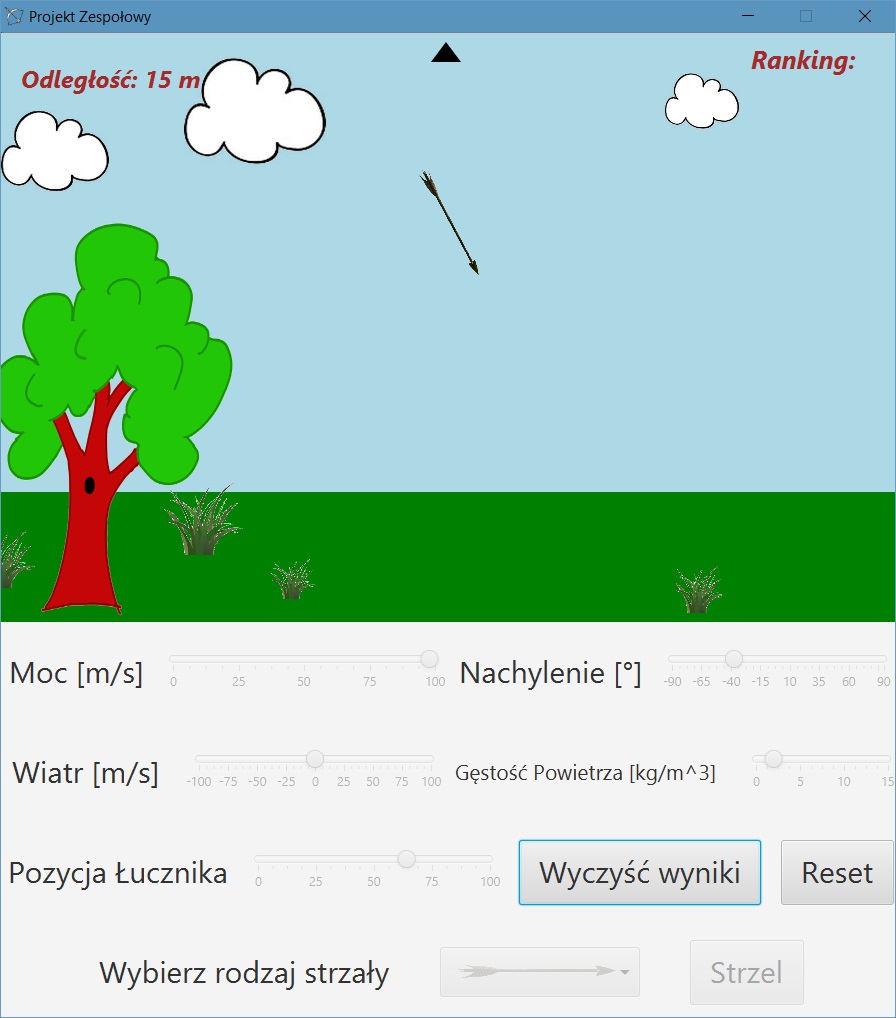 Projekt Zespołowy
Odległość: 15 m
Ranking:
Moc [m/s]
0 25 50 75 100
Nachylenie [°]
-90 -65 -40 -15 10 35 60 90
Wiatr [m/s]
-100 -75 -50 -25 0 25 50 75 100
Gęstość Powietrza [kg/m^3]
0 5 10 15
Pozycja Łucznika
0 25 50 75 100
Wyczyść wyniki
Reset
Wybierz rodzaj strzały
Strzel